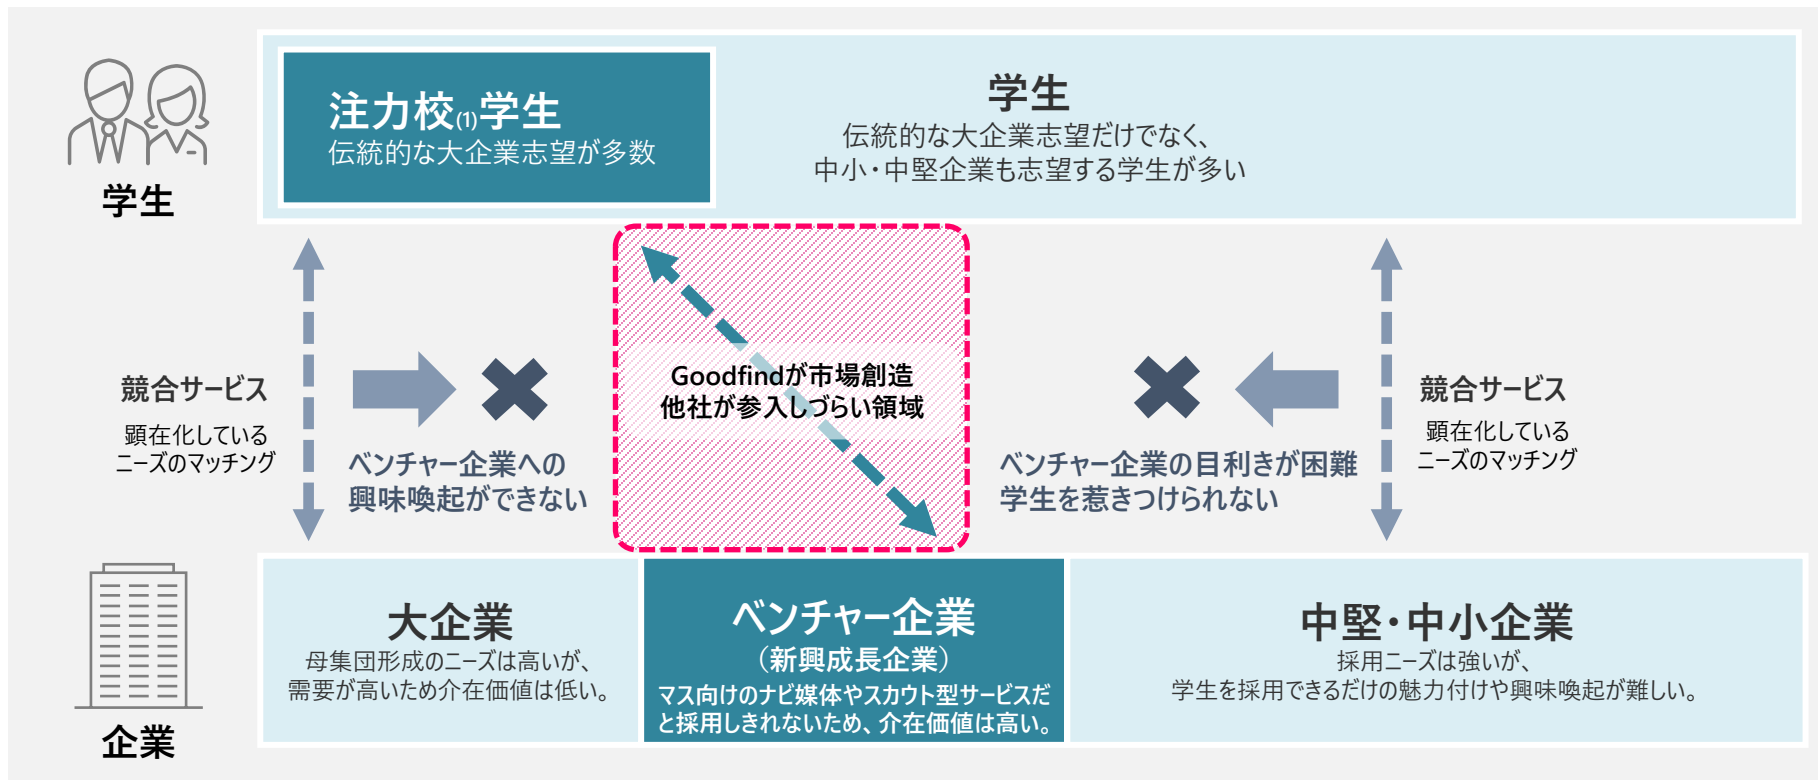 学生
注力校(1)学生
伝統的な大企業志望が多数
学生
伝統的な大企業志望だけでなく、
中小・中堅企業も志望する学生が多い
競合サービス
顕在化している
ニーズのマッチング
ベンチャー企業への
興味喚起ができない
Goodfindが市場創造
他社が参入しづらい領域
ベンチャー企業の目利きが困難
学生を惹きつけられない
競合サービス
顕在化している
ニーズのマッチング
企業
大企業
母集団形成のニーズは高いが、
需要が高いため介在価値は低い。
ベンチャー企業
（新興成長企業）
マス向けのナビ媒体やスカウト型サービスだ
と採用しきれないため、介在価値は高い。
中堅・中小企業
採用ニーズは強いが、
学生を採用できるだけの魅力付けや興味喚起が難しい。